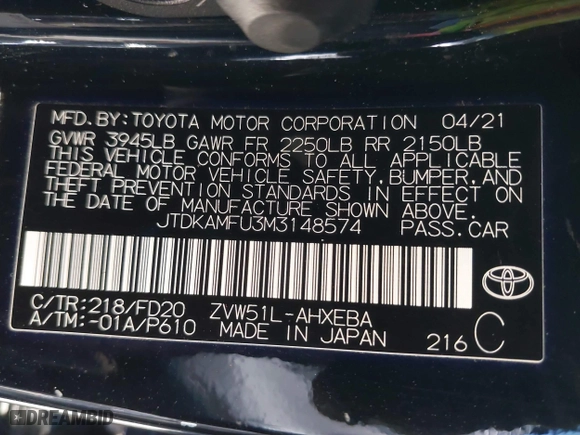 MFD.BY:TOYOTA MOTOR CORPORATION 04/21
GVWR 3945LB GAWR FR 2250LB RR 2150LB
THIS VEHICLE CONFORMS TO ALL APPLICABLE
FEDERAL MOTOR VEHICLE SAFETY,BUMPER,AND
THEFT PREVENTION STANDARDS IN EFFECT ON
THE DATE OF MANUFACTURE SHOWN ABOVE.
JTDKAMFU3M3148574 PASS.CAR
C/TR:218/FD20 ZVW51L-AHXEBA
A/TM:-01A/P610 MADE IN JAPAN 216 C
DREAMBID